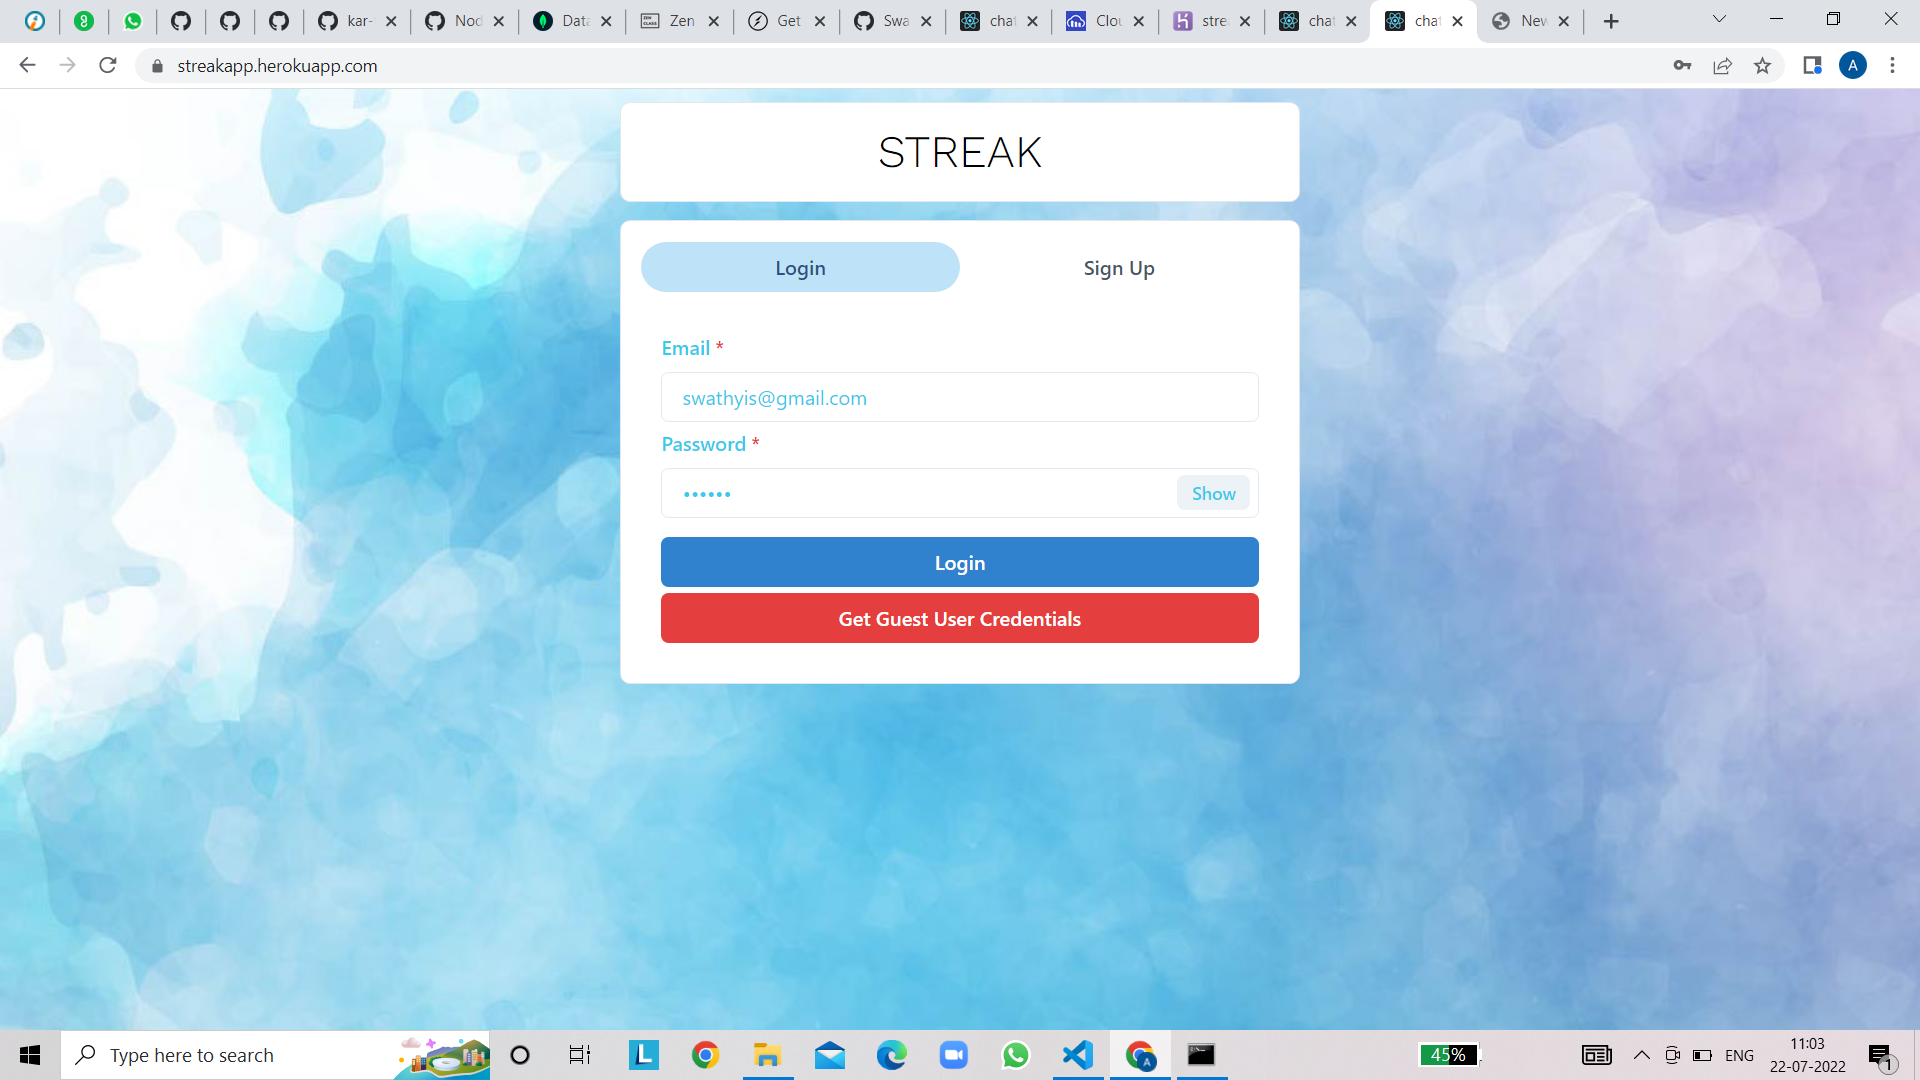 kar-
Nod
Data
Zen
Get
Swa
chat
Clou
strea
chat
chat
New
streakapp.herokuapp.com
A
STREAK
Login
Sign Up
Email *
swathyis@gmail.com
Password *
••••••
Show
Login
Get Guest User Credentials
Type here to search
L
A
45%
ENG
11:03
22-07-2022
1